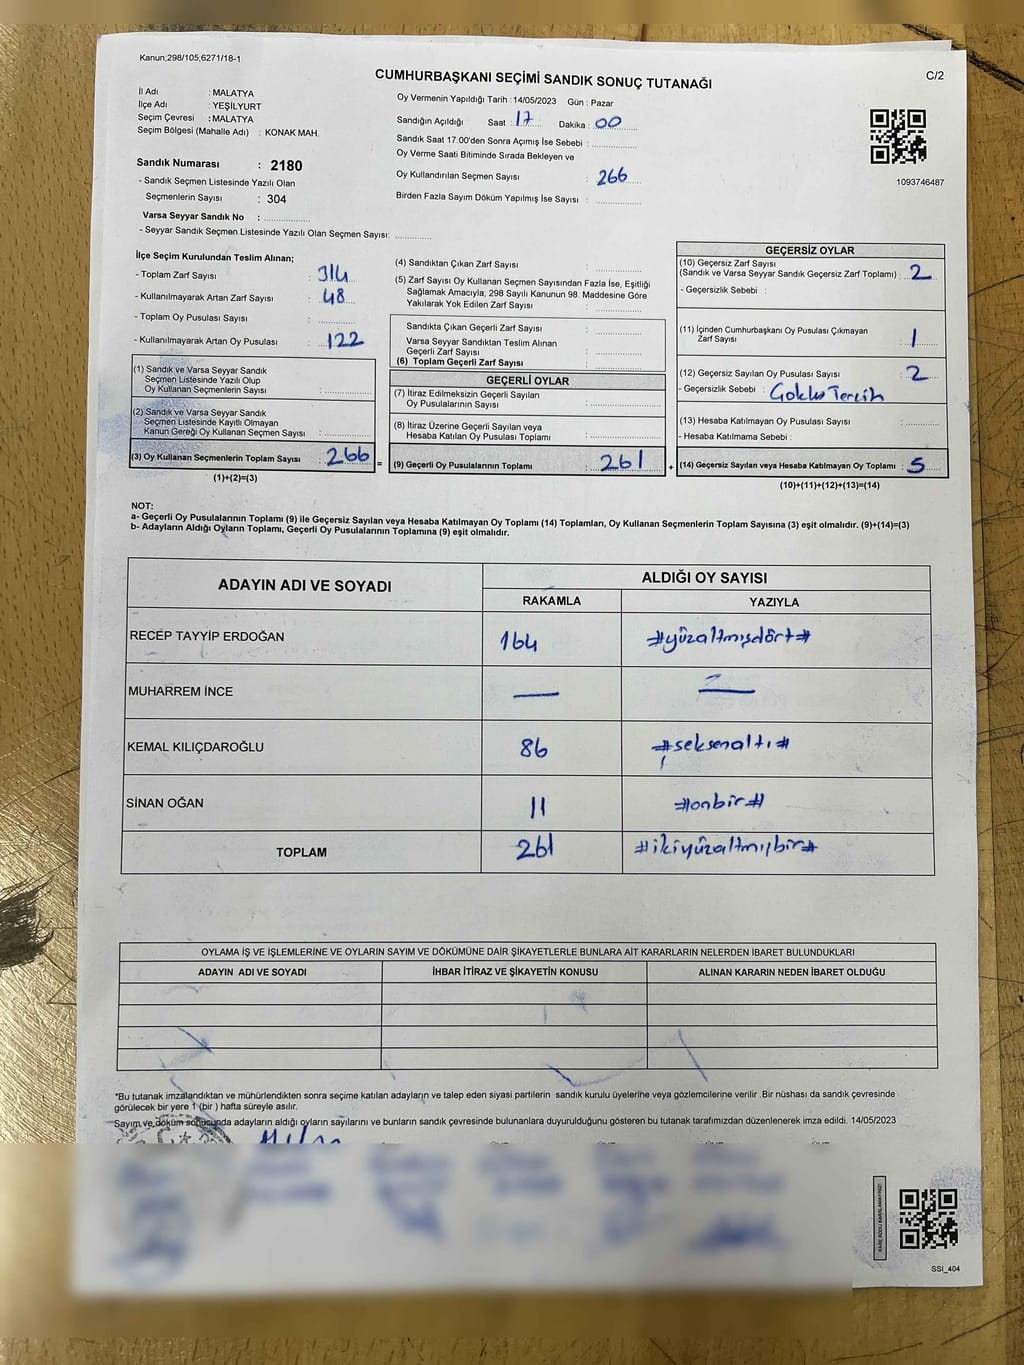 Kanun;298/105,6271/18-1
CUMHURBAŞKANI SEÇİMİ SANDIK SONUÇ TUTANAĞI
C/2
İl Adı : MALATYA
İlçe Adı : YEŞİLYURT
Seçim Çevresi : MALATYA
Seçim Bölgesi (Mahalle Adı) : KONAK MAH.
Sandık Numarası : 2180
- Sandık Seçmen Listesinde Yazılı Olan
Seçmenlerin Sayısı : 304
Varsa Seyyar Sandık No :
- Seyyar Sandık Seçmen Listesinde Yazılı Olan Seçmen Sayısı:
Oy Vermenin Yapıldığı Tarih : 14/05/2023 Gün : Pazar
Sandığın Açıldığı Saat : 17 Dakika : 00
Sandık Saat 17:00'den Sonra Açımış İse Sebebi :
Oy Verme Saati Bitiminde Sırada Bekleyen ve
Oy Kullandırılan Seçmen Sayısı : 266
Birden Fazla Sayım Döküm Yapılmış İse Sayısı :
1093746487
İlçe Seçim Kurulundan Teslim Alınan;
- Toplam Zarf Sayısı : 314
- Kullanılmayarak Artan Zarf Sayısı : 48
- Toplam Oy Pusulası Sayısı :
- Kullanılmayarak Artan Oy Pusulası : 122
(1) Sandık ve Varsa Seyyar Sandık
Seçmen Listesinde Yazılı Olup
Oy Kullanan Seçmenlerin Sayısı :
(2) Sandık ve Varsa Seyyar Sandık
Seçmen Listesinde Kayıtlı Olmayan
Kanun Gereği Oy Kullanan Seçmen Sayısı :
(3) Oy Kullanan Seçmenlerin Toplam Sayısı : 266
(1)+(2)=(3)
(4) Sandıktan Çıkan Zarf Sayısı :
(5) Zarf Sayısı Oy Kullanan Seçmen Sayısından Fazla İse, Eşitliği
Sağlamak Amacıyla; 298 Sayılı Kanunun 98. Maddesine Göre
Yakılarak Yok Edilen Zarf Sayısı :
Sandıkta Çıkan Geçerli Zarf Sayısı :
Varsa Seyyar Sandıktan Teslim Alınan
Geçerli Zarf Sayısı :
(6) Toplam Geçerli Zarf Sayısı :
GEÇERLİ OYLAR
(7) İtiraz Edilmeksizin Geçerli Sayılan
Oy Pusulalarının Sayısı :
(8) İtiraz Üzerine Geçerli Sayılan veya
Hesaba Katılan Oy Pusulası Toplamı :
= (9) Geçerli Oy Pusulalarının Toplamı : 261 +
GEÇERSİZ OYLAR
(10) Geçersiz Zarf Sayısı
(Sandık ve Varsa Seyyar Sandık Geçersiz Zarf Toplamı) : 2
- Geçersizlik Sebebi :
(11) İçinden Cumhurbaşkanı Oy Pusulası Çıkmayan
Zarf Sayısı : 1
(12) Geçersiz Sayılan Oy Pusulası Sayısı : 2
- Geçersizlik Sebebi : Çoklu Tercih
(13) Hesaba Katılmayan Oy Pusulası Sayısı :
- Hesaba Katılmama Sebebi :
(14) Geçersiz Sayılan veya Hesaba Katılmayan Oy Toplamı : 5
(10)+(11)+(12)+(13)=(14)
NOT:
a- Geçerli Oy Pusulalarının Toplamı (9) ile Geçersiz Sayılan veya Hesaba Katılmayan Oy Toplamı (14) Toplamları, Oy Kullanan Seçmenlerin Toplam Sayısına (3) eşit olmalıdır. (9)+(14)=(3)
b- Adayların Aldığı Oyların Toplamı, Geçerli Oy Pusulalarının Toplamına (9) eşit olmalıdır.
ADAYIN ADI VE SOYADI ALDIĞI OY SAYISI
RAKAMLA YAZIYLA
RECEP TAYYİP ERDOĞAN 164 #yüzaltmışdört#
MUHARREM İNCE — —
KEMAL KILIÇDAROĞLU 86 #seksenaltı#
SİNAN OĞAN 11 #onbir#
TOPLAM 261 #ikiyüzaltmışbir#
OYLAMA İŞ VE İŞLEMLERİNE VE OYLARIN SAYIM VE DÖKÜMÜNE DAİR ŞİKAYETLERLE BUNLARA AİT KARARLARIN NELERDEN İBARET BULUNDUKLARI
ADAYIN ADI VE SOYADI İHBAR İTİRAZ VE ŞİKAYETİN KONUSU ALINAN KARARIN NEDEN İBARET OLDUĞU
*Bu tutanak imzalandıktan ve mühürlendikten sonra seçime katılan adayların ve talep eden siyasi partilerin sandık kurulu üyelerine veya gözlemcilerine verilir .Bir nüshası da sandık çevresinde
görülecek bir yere 1 (bir ) hafta süreyle asılır.
Sayım ve döküm sonucunda adayların aldığı oyların sayılarını ve bunların sandık çevresinde bulunanlara duyurulduğunu gösteren bu tutanak tarafımızdan düzenlenerek imza edildi. 14/05/2023
KARE KODU KARALAMAYINIZ!
SSI_404